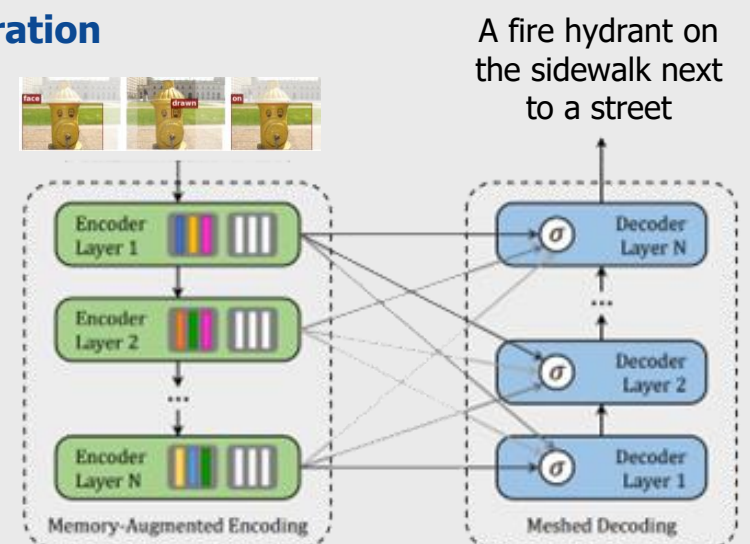 ration
A fire hydrant on
the sidewalk next
to a street
face
drawn
on
Encoder
Layer 1
σ
Decoder
Layer N
Encoder
Layer 2
...
σ
Decoder
Layer 2
...
Encoder
Layer N
σ
Decoder
Layer 1
Memory-Augmented Encoding
Meshed Decoding